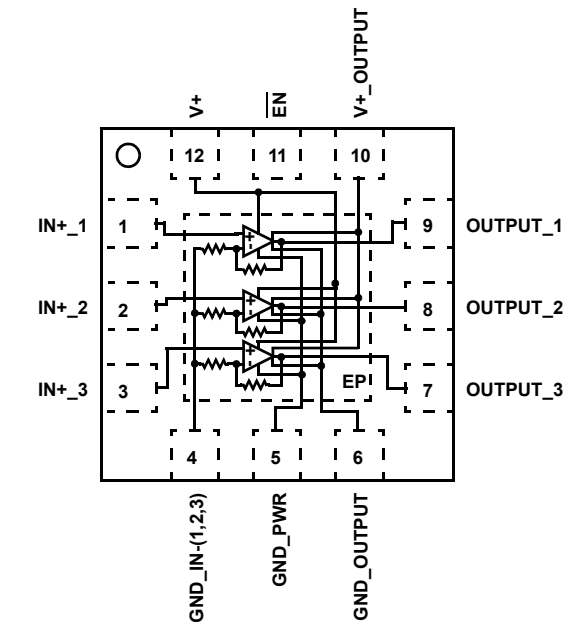 V+
EN
V+_OUTPUT
12
11
10
IN+_1
1
9
OUTPUT_1
IN+_2
2
8
OUTPUT_2
IN+_3
3
7
OUTPUT_3
EP
4
5
6
GND_IN-(1,2,3)
GND_PWR
GND_OUTPUT
+
-
+
-
+
-